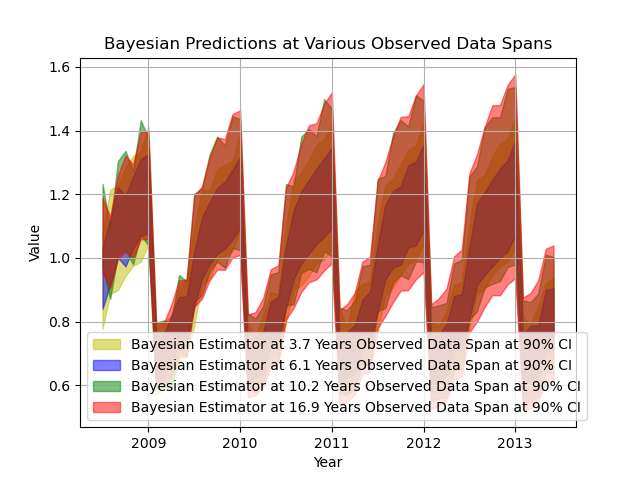 Bayesian Predictions at Various Observed Data Spans
1.6
1.4
1.2
1.0
0.8
0.6
Value
Bayesian Estimator at 3.7 Years Observed Data Span at 90% CI
Bayesian Estimator at 6.1 Years Observed Data Span at 90% CI
Bayesian Estimator at 10.2 Years Observed Data Span at 90% CI
Bayesian Estimator at 16.9 Years Observed Data Span at 90% CI
2009 2010 2011 2012 2013
Year